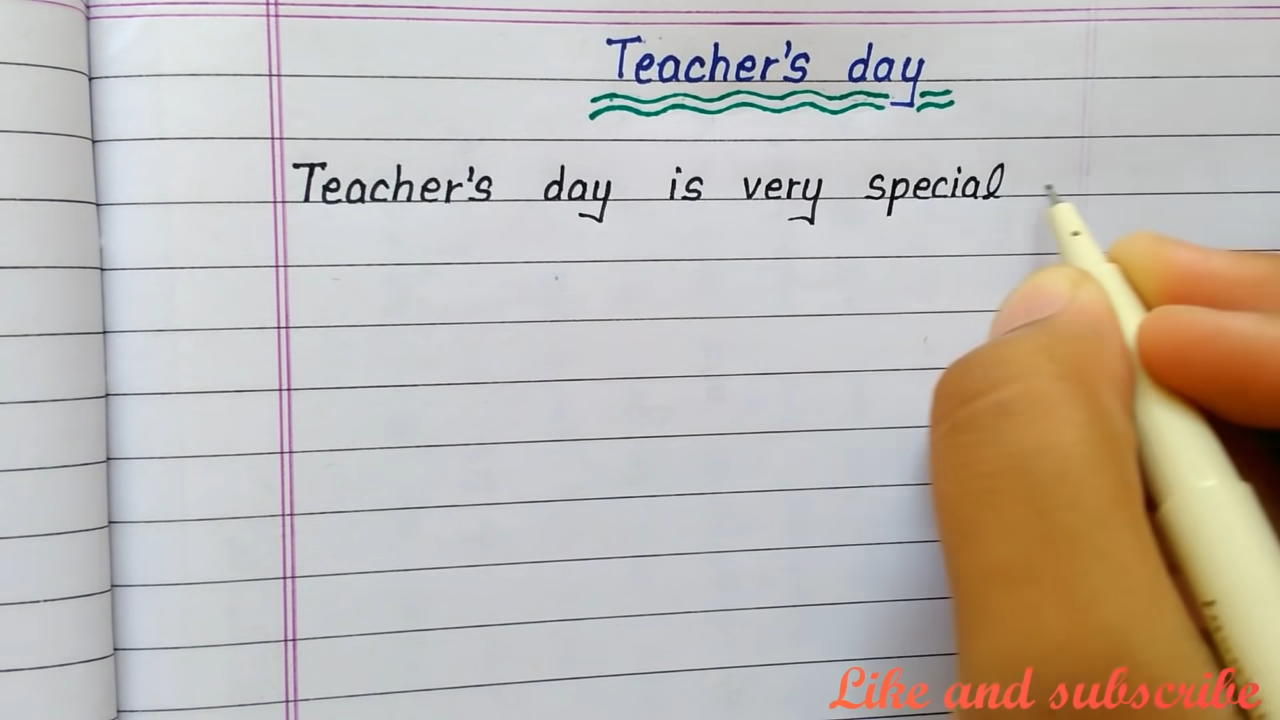 Teacher's day
Teacher's day is very special
Like and subscribe